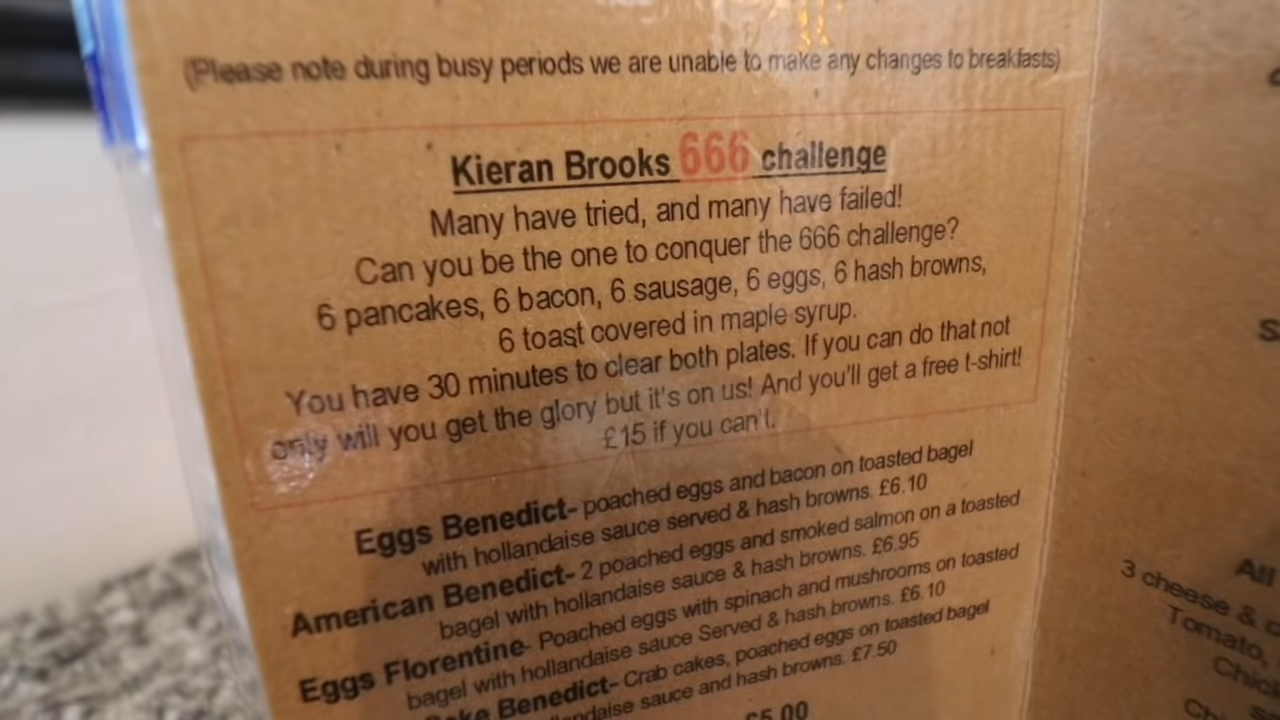 (Please note during busy periods we are unable to make any changes to breakfasts)
Kieran Brooks 666 challenge
Many have tried, and many have failed!
Can you be the one to conquer the 666 challenge?
6 pancakes, 6 bacon, 6 sausage, 6 eggs, 6 hash browns,
6 toast covered in maple syrup.
You have 30 minutes to clear both plates. If you can do that not
only will you get the glory but it's on us! And you'll get a free t-shirt!
£15 if you can't.
Eggs Benedict- poached eggs and bacon on toasted bagel
with hollandaise sauce served & hash browns. £6.10
American Benedict- 2 poached eggs and smoked salmon on a toasted
bagel with hollandaise sauce & hash browns. £6.95
Eggs Florentine- Poached eggs with spinach and mushrooms on toasted
bagel with hollandaise sauce Served & hash browns. £6.10
Benedict- Crab cakes, poached eggs on toasted bagel
sauce and hash browns. £7.50
£5.00
All
3 cheese &
Tomato,